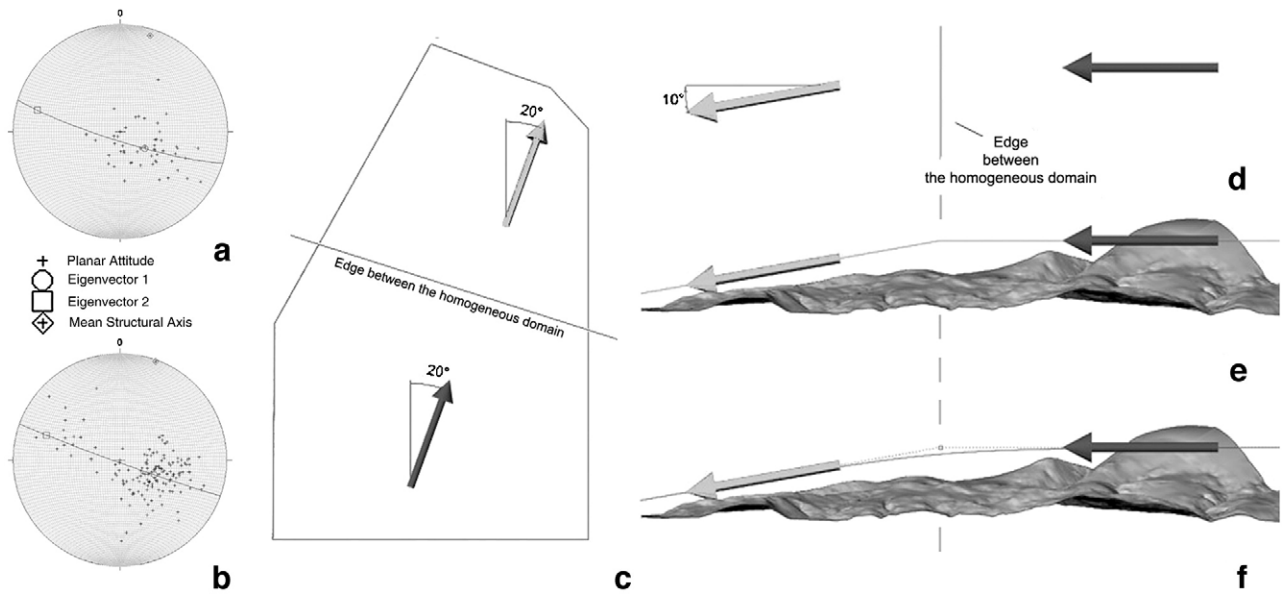 0
a
+ Planar Attitude
Eigenvector 1
Eigenvector 2
Mean Structural Axis
0
b
20°
Edge between the homogeneous domain
20°
c
10°
Edge
between
the homogeneous domain
d
e
f